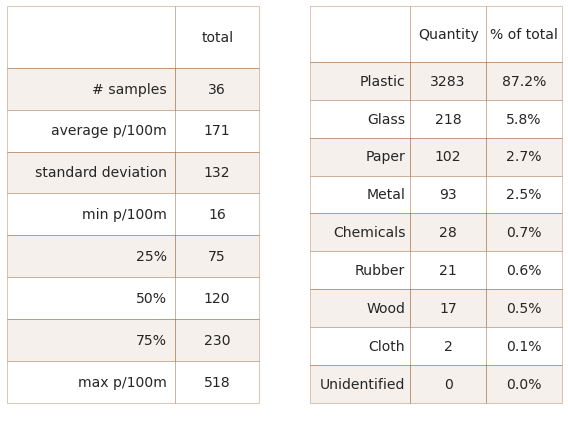 total
# samples 36
average p/100m 171
standard deviation 132
min p/100m 16
25% 75
50% 120
75% 230
max p/100m 518
Quantity % of total
Plastic 3283 87.2%
Glass 218 5.8%
Paper 102 2.7%
Metal 93 2.5%
Chemicals 28 0.7%
Rubber 21 0.6%
Wood 17 0.5%
Cloth 2 0.1%
Unidentified 0 0.0%